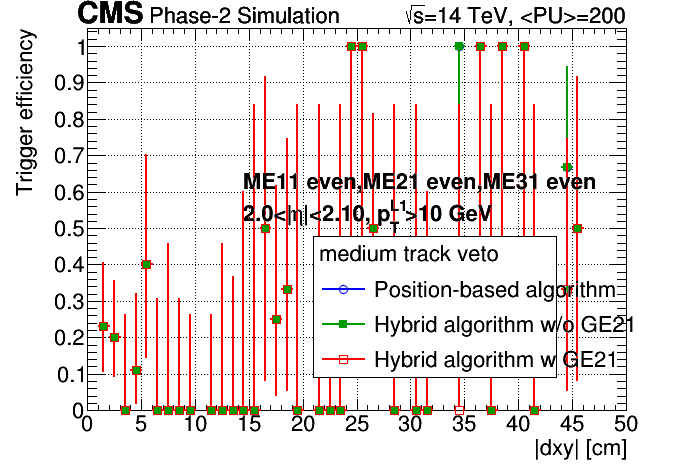 CMS Phase-2 Simulation √s=14 TeV, <PU>=200
Trigger efficiency
1
0.9
0.8
0.7
0.6
0.5
0.4
0.3
0.2
0.1
0
ME11 even,ME21 even,ME31 even
2.0<|η|<2.10, p_T^L1>10 GeV
medium track veto
Position-based algorithm
Hybrid algorithm w/o GE21
Hybrid algorithm w GE21
0 5 10 15 20 25 30 35 40 45 50
|dxy| [cm]